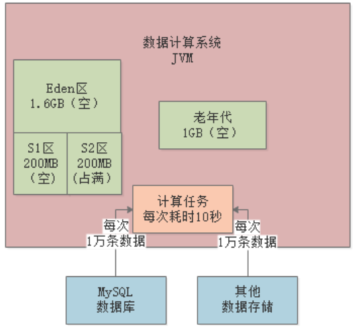 数据计算系统
JVM
Eden区
1.6GB（空）
老年代
1GB（空）
S1区
200MB
（空）
S2区
200MB
（占满）
计算任务
每次耗时10秒
每次
1万条数据
每次
1万条数据
MySQL
数据库
其他
数据存储